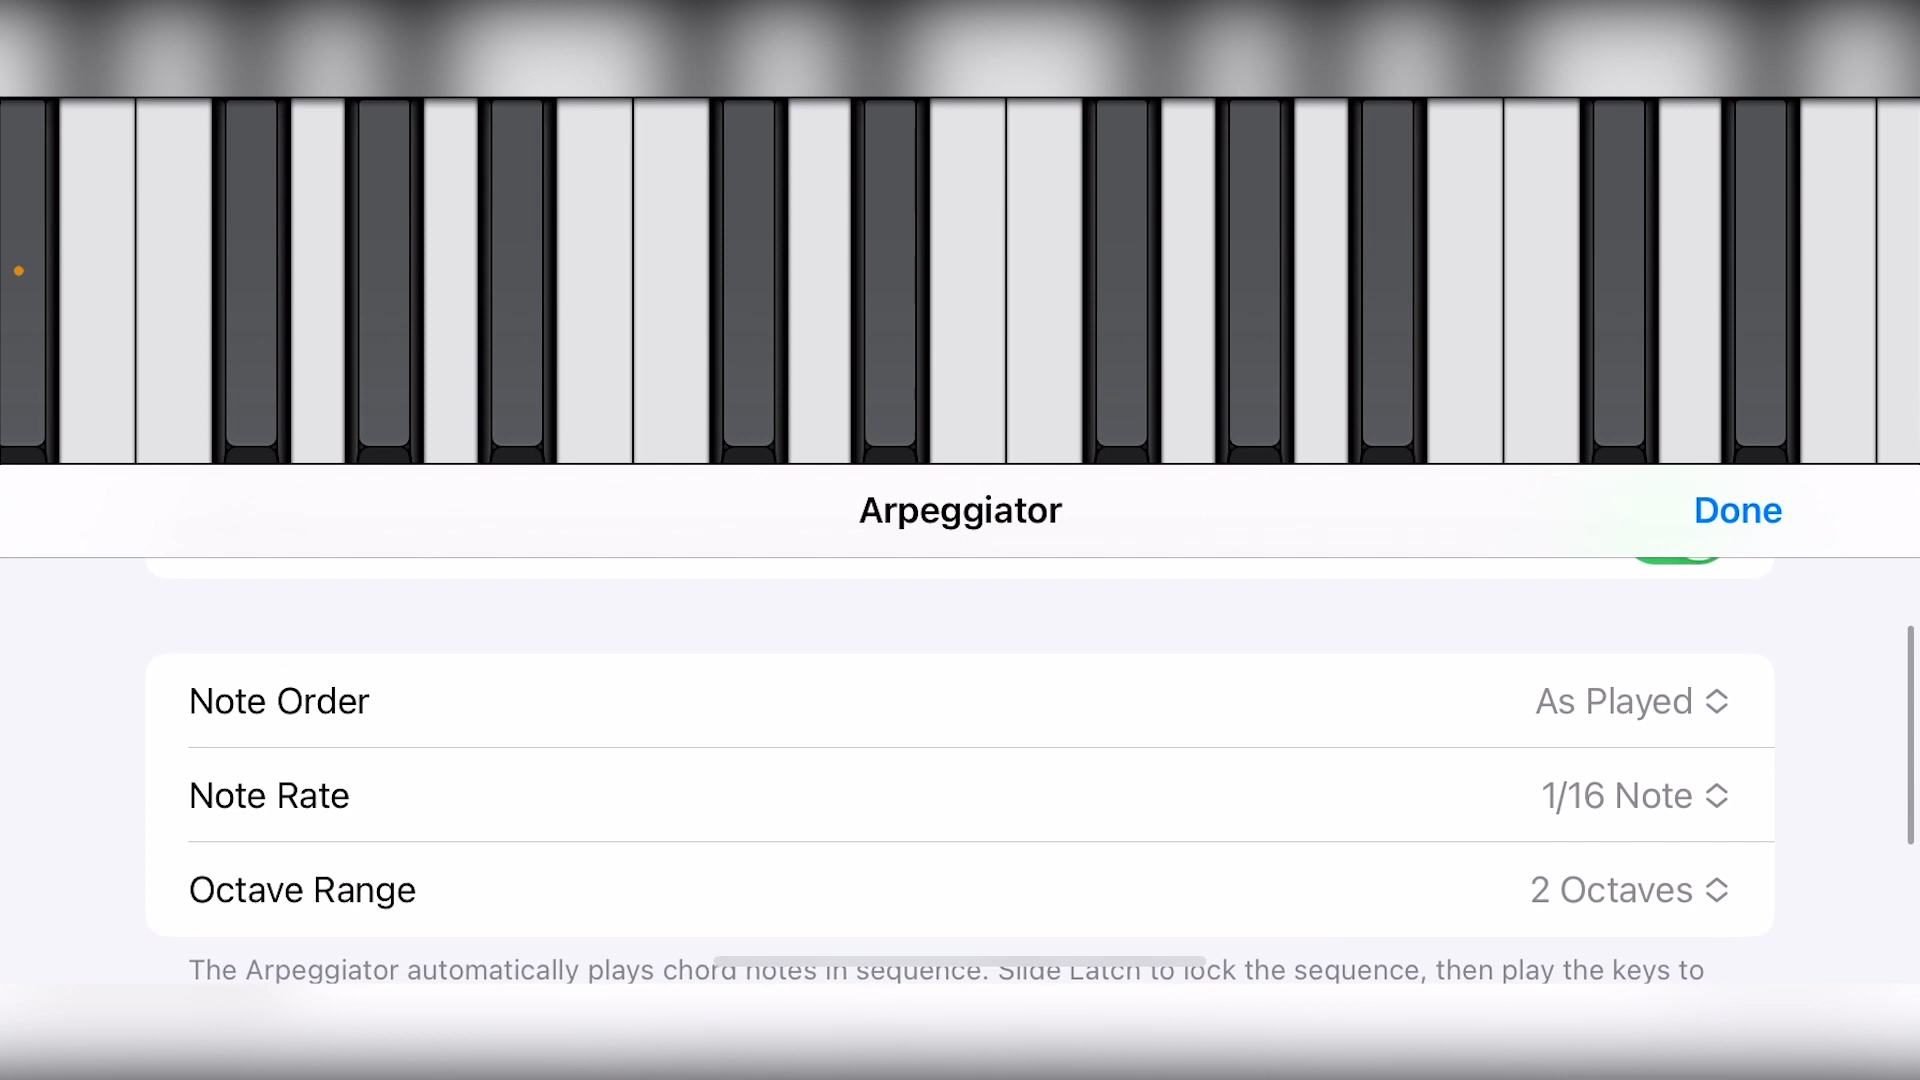 Arpeggiator
Done
Note Order
As Played
Note Rate
1/16 Note
Octave Range
2 Octaves
The Arpeggiator automatically plays chord notes in sequence. Slide Latch to lock the sequence, then play the keys to